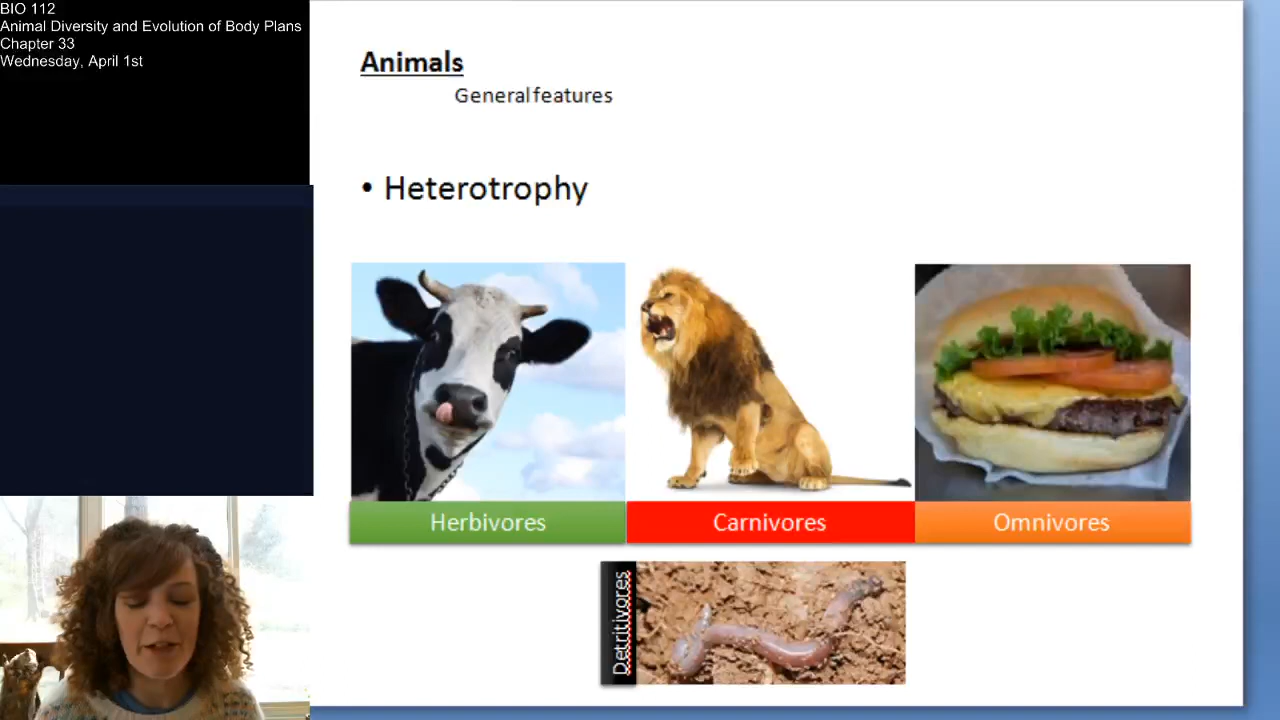 BIO 112
Animal Diversity and Evolution of Body Plans
Chapter 33
Wednesday, April 1st
Animals
General features
• Heterotrophy
Herbivores
Carnivores
Omnivores
Detritivores